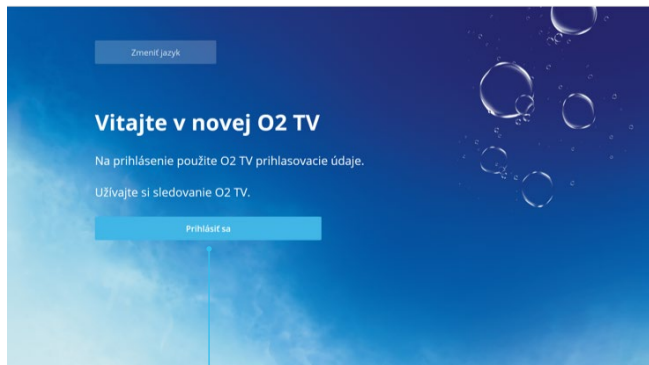 Zmeniť jazyk
Vitajte v novej O2 TV
Na prihlásenie použite O2 TV prihlasovacie údaje.
Užívajte si sledovanie O2 TV.
Prihlásiť sa